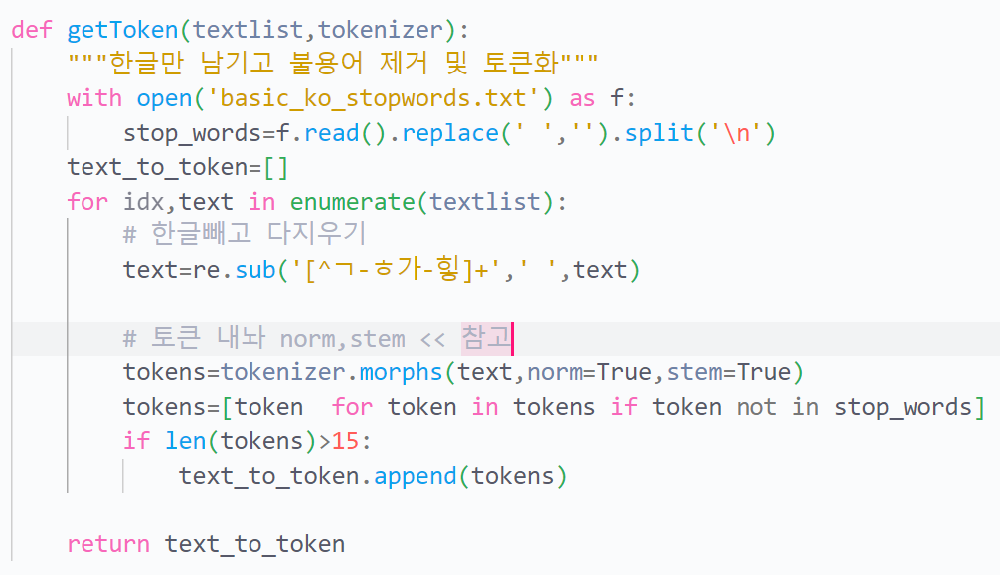 def getToken(textlist,tokenizer):
    """한글만 남기고 불용어 제거 및 토큰화"""
    with open('basic_ko_stopwords.txt') as f:
        stop_words=f.read().replace(' ','').split('\n')
    text_to_token=[]
    for idx,text in enumerate(textlist):
        # 한글빼고 다지우기
        text=re.sub('[^ㄱ-ㅎ가-힣]+',' ',text)
        # 토큰 내놔 norm,stem << 참고
        tokens=tokenizer.morphs(text,norm=True,stem=True)
        tokens=[token  for token in tokens if token not in stop_words]
        if len(tokens)>15:
            text_to_token.append(tokens)
    return text_to_token